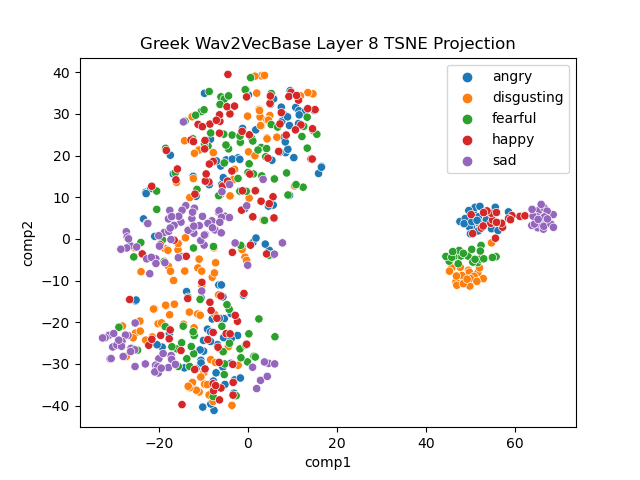 Greek Wav2VecBase Layer 8 TSNE Projection
angry
disgusting
fearful
happy
sad
40
30
20
10
0
−10
−20
−30
−40
comp2
−20 0 20 40 60
comp1